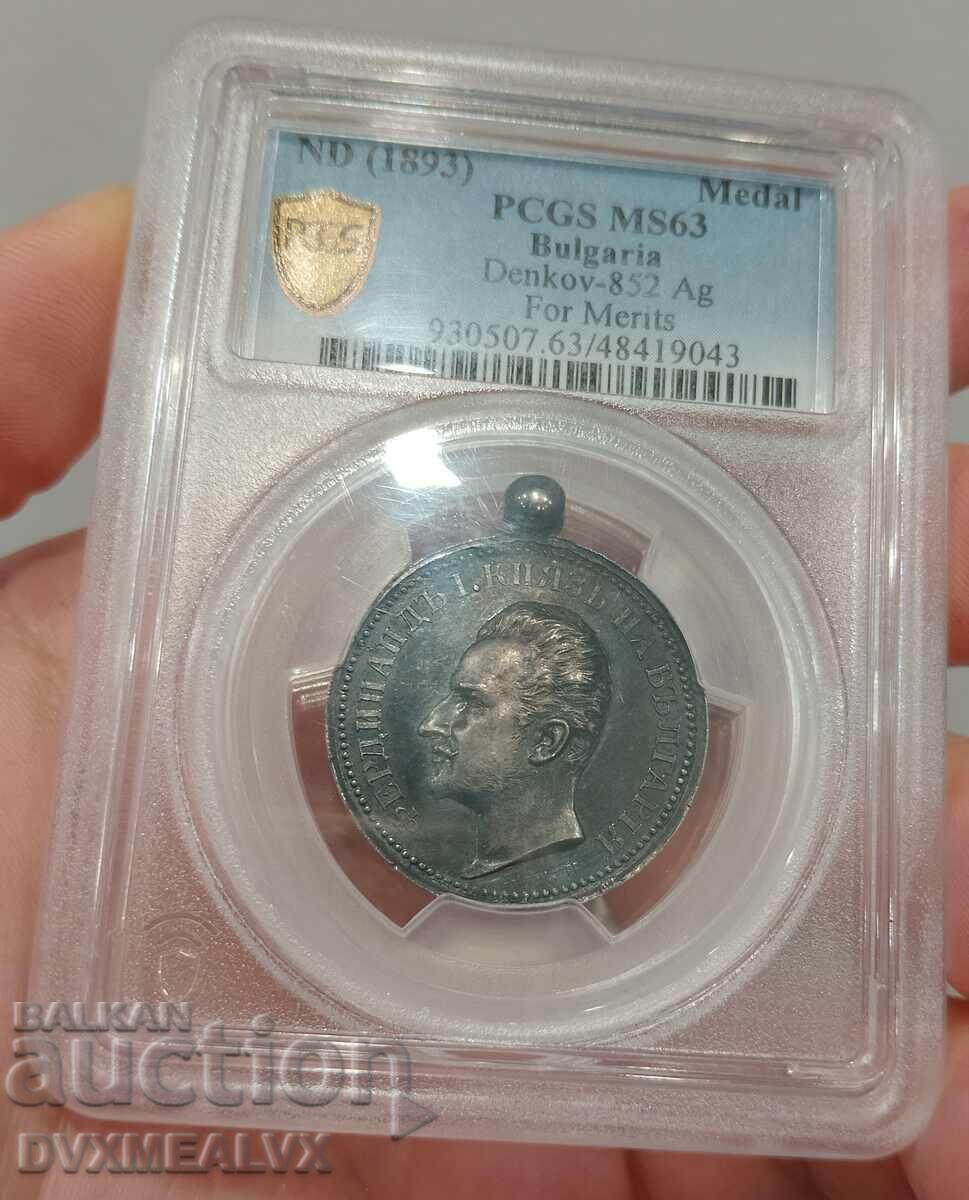 ND (1893)
Medal
PCGS MS63
Bulgaria
Denkov-852 Ag
For Merits
930507.63/48419043
ФЕРДИНАНДЪ I. КНЯЗЪ НА БЪЛГАРІЯ
BALKAN
auction
DVXMEALVX